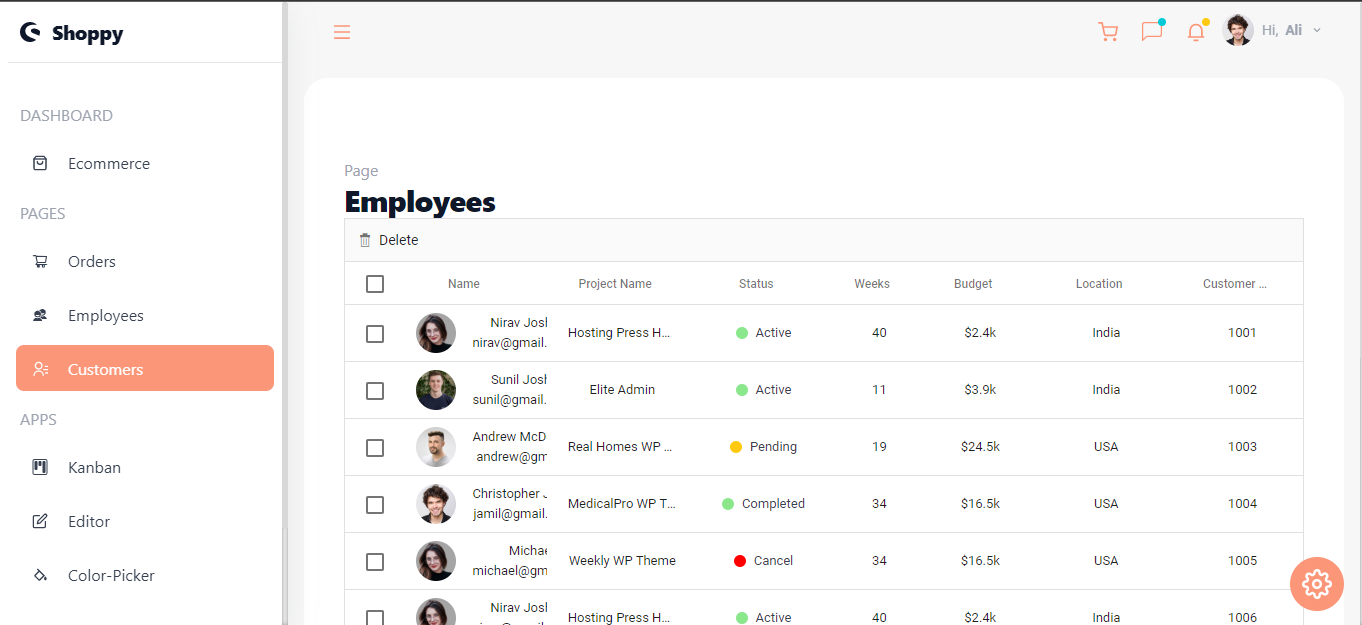 Shoppy
Hi, Ali
DASHBOARD
Ecommerce
PAGES
Orders
Employees
Customers
APPS
Kanban
Editor
Color-Picker
Page
Employees
Delete
Name Project Name Status Weeks Budget Location Customer ...
Nirav Josh
nirav@gmail.
Hosting Press H... Active 40 $2.4k India 1001
Sunil Josh
sunil@gmail.
Elite Admin Active 11 $3.9k India 1002
Andrew McD
andrew@gm
Real Homes WP ... Pending 19 $24.5k USA 1003
Christopher J
jamil@gmail.
MedicalPro WP T... Completed 34 $16.5k USA 1004
Michae
michael@gm
Weekly WP Theme Cancel 34 $16.5k USA 1005
Nirav Josh
Hosting Press H... Active 40 $2.4k India 1006